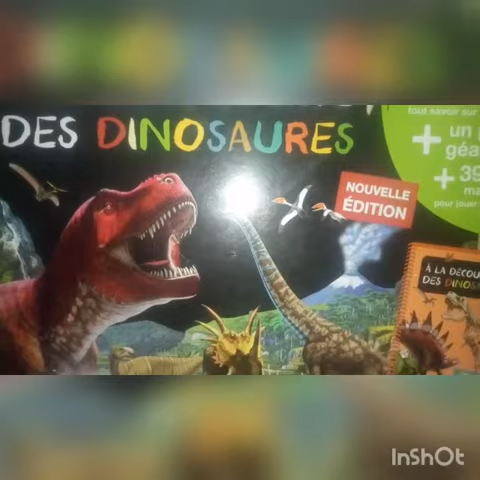 DES DINOSAURES
tout savoir sur
+ un
géa
+ 39
ma
pour jouer
NOUVELLE
ÉDITION
À LA DÉCOU
DES DINOS
InShOt